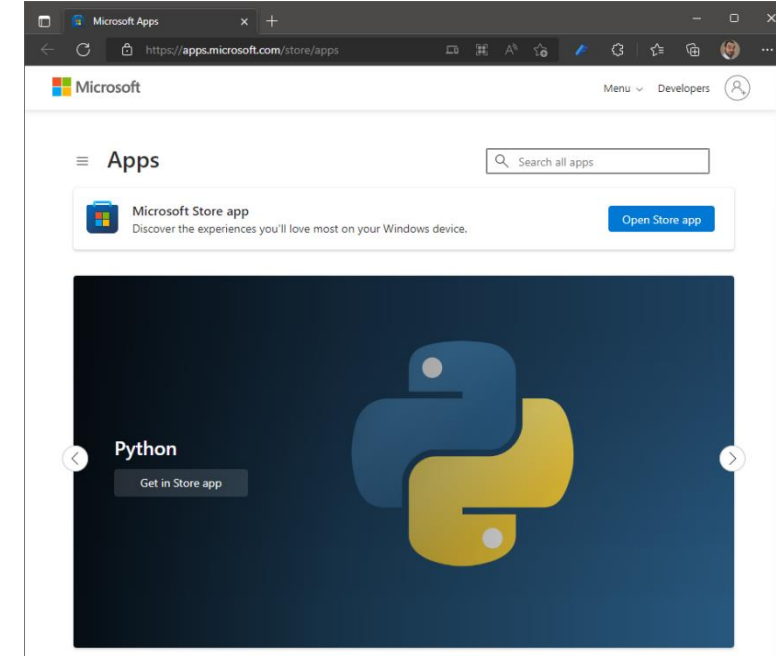 Microsoft Apps
https://apps.microsoft.com/store/apps
Microsoft
Menu
Developers
Apps
Search all apps
Microsoft Store app
Discover the experiences you'll love most on your Windows device.
Open Store app
Python
Get in Store app